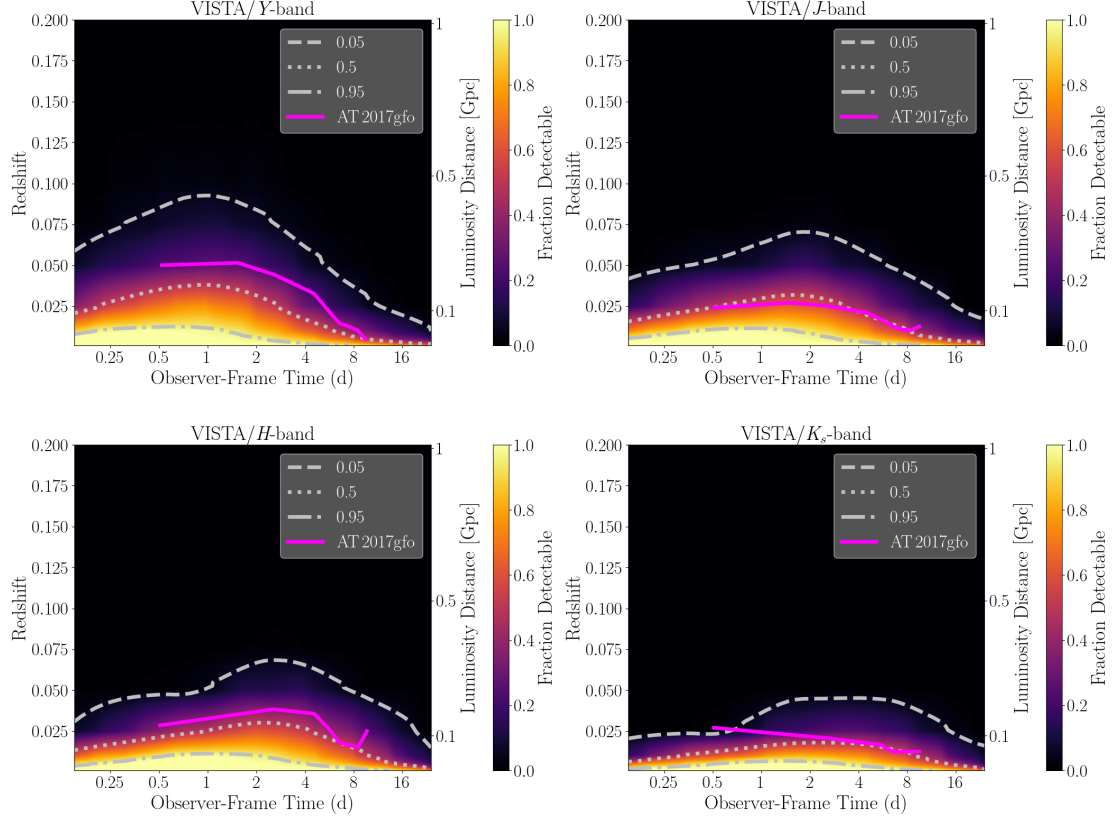 VISTA/Y-band
0.200
0.175
0.150
0.125
0.100
0.075
0.050
0.025
Redshift
0.25 0.5 1 2 4 8 16
Observer-Frame Time (d)
0.05
0.5
0.95
AT 2017gfo
1
0.5
0.1
Luminosity Distance [Gpc]
1.0
0.8
0.6
0.4
0.2
0.0
Fraction Detectable
VISTA/J-band
0.200
0.175
0.150
0.125
0.100
0.075
0.050
0.025
Redshift
0.25 0.5 1 2 4 8 16
Observer-Frame Time (d)
0.05
0.5
0.95
AT 2017gfo
1
0.5
0.1
Luminosity Distance [Gpc]
1.0
0.8
0.6
0.4
0.2
0.0
Fraction Detectable
VISTA/H-band
0.200
0.175
0.150
0.125
0.100
0.075
0.050
0.025
Redshift
0.25 0.5 1 2 4 8 16
Observer-Frame Time (d)
0.05
0.5
0.95
AT 2017gfo
1
0.5
0.1
Luminosity Distance [Gpc]
1.0
0.8
0.6
0.4
0.2
0.0
Fraction Detectable
VISTA/Ks-band
0.200
0.175
0.150
0.125
0.100
0.075
0.050
0.025
Redshift
0.25 0.5 1 2 4 8 16
Observer-Frame Time (d)
0.05
0.5
0.95
AT 2017gfo
1
0.5
0.1
Luminosity Distance [Gpc]
1.0
0.8
0.6
0.4
0.2
0.0
Fraction Detectable